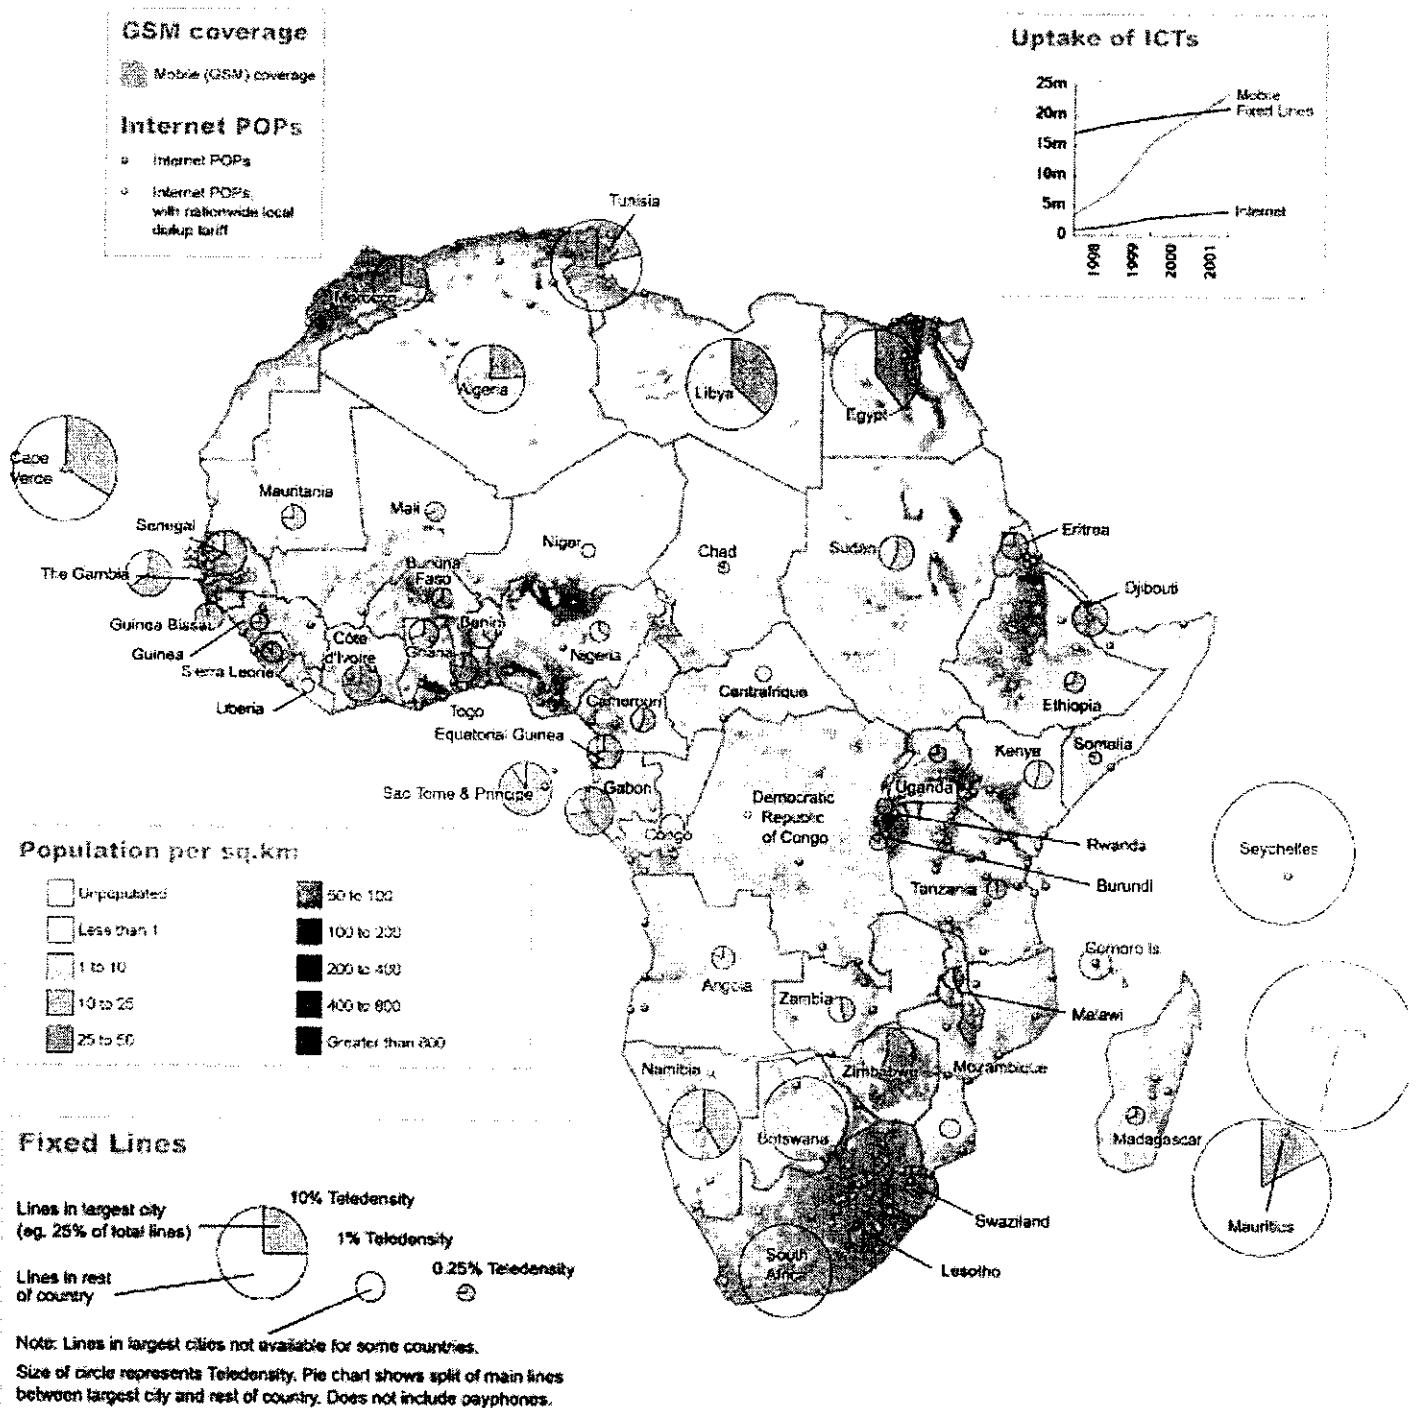 GSM coverage
Mobile (GSM) coverage
Internet POPs
Internet POPs
Internet POPs,
with nationwide local
dialup tariff
Uptake of ICTs
25m
20m
15m
10m
5m
0
Mobile
Fixed Lines
Internet
1998
1999
2000
2001
Tunisia
Morocco
Algeria
Libya
Egypt
Cape
Verde
Mauritania
Mali
Senegal
Niger
Chad
Sudan
Eritrea
The Gambia
Burkina
Faso
Djibouti
Guinea Bissau
Benin
Guinea
Côte
d'Ivoire
Ghana
Nigeria
Sierra Leone
Liberia
Togo
Cameroun
Centrafrique
Ethiopia
Equatorial Guinea
Kenya
Somalia
Sao Tome & Principe
Gabon
Uganda
Democratic
Republic
of Congo
Congo
Rwanda
Seychelles
Burundi
Tanzania
Comoro Is.
Angola
Zambia
Malawi
Namibia
Zimbabwe
Mozambique
Botswana
Madagascar
Mauritius
Swaziland
South
Africa
Lesotho
Population per sq.km
Unpopulated
Less than 1
1 to 10
10 to 25
25 to 50
50 to 100
100 to 200
200 to 400
400 to 800
Greater than 800
Fixed Lines
10% Teledensity
Lines in largest city
(eg. 25% of total lines)
1% Teledensity
0.25% Teledensity
Lines in rest
of country
Note: Lines in largest cities not available for some countries.
Size of circle represents Teledensity. Pie chart shows split of main lines
between largest city and rest of country. Does not include payphones.